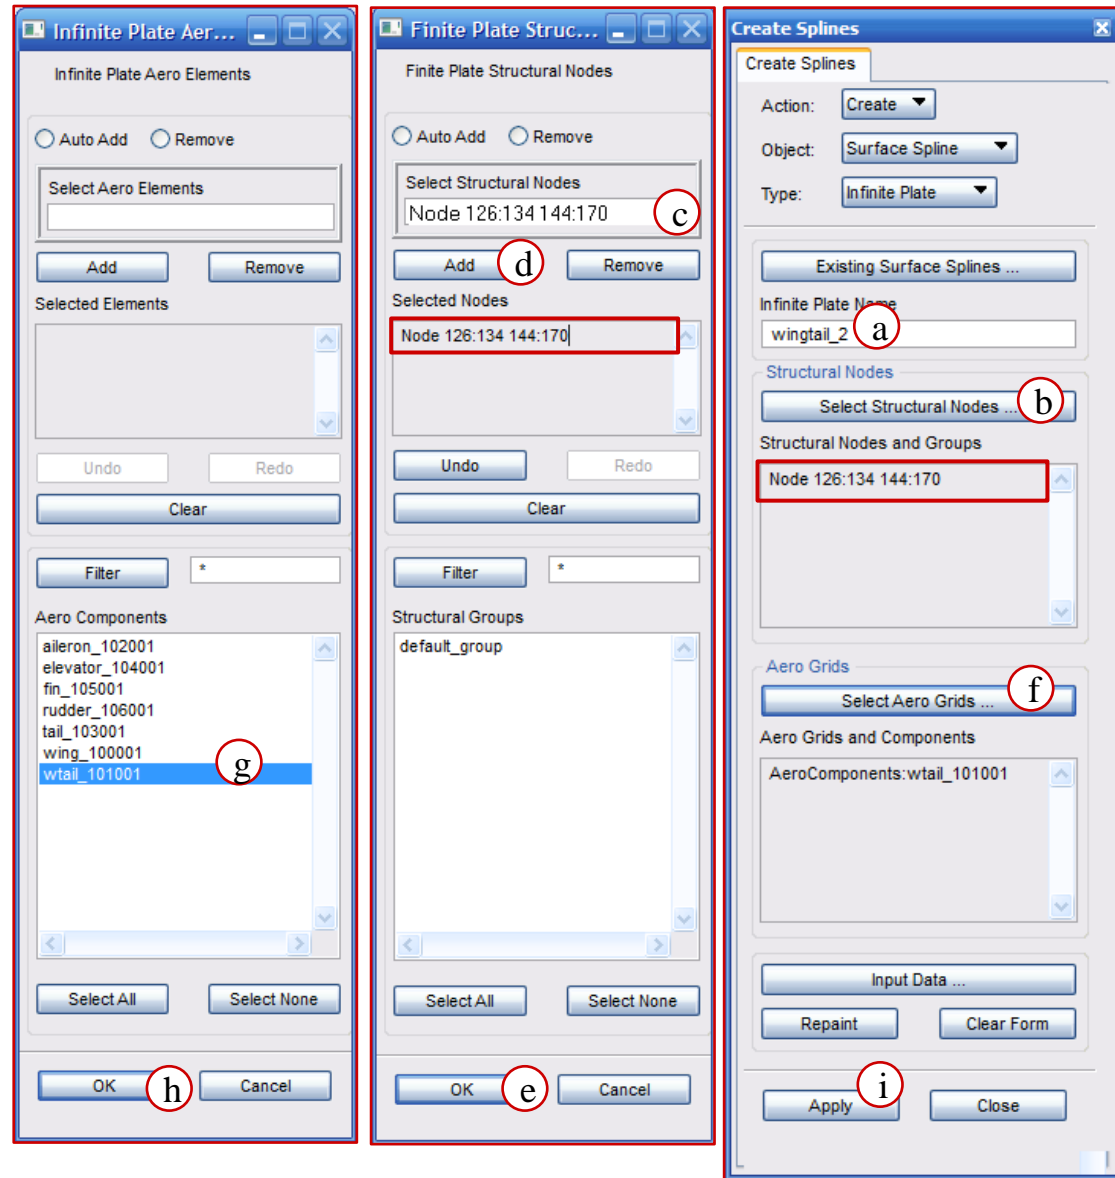 Infinite Plate Aer...
Infinite Plate Aero Elements
Auto Add Remove
Select Aero Elements
Add Remove
Selected Elements
Undo Redo
Clear
Filter *
Aero Components
aileron_102001
elevator_104001
fin_105001
rudder_106001
tail_103001
wing_100001
wtail_101001
g
Select All Select None
OK h Cancel
Finite Plate Struc...
Finite Plate Structural Nodes
Auto Add Remove
Select Structural Nodes
Node 126:134 144:170 c
Add d Remove
Selected Nodes
Node 126:134 144:170
Undo Redo
Clear
Filter *
Structural Groups
default_group
Select All Select None
OK e Cancel
Create Splines
Create Splines
Action: Create
Object: Surface Spline
Type: Infinite Plate
Existing Surface Splines ...
Infinite Plate Name
wingtail_2 a
Structural Nodes
Select Structural Nodes ... b
Structural Nodes and Groups
Node 126:134 144:170
Aero Grids
Select Aero Grids ... f
Aero Grids and Components
AeroComponents:wtail_101001
Input Data ...
Repaint Clear Form
Apply i Close